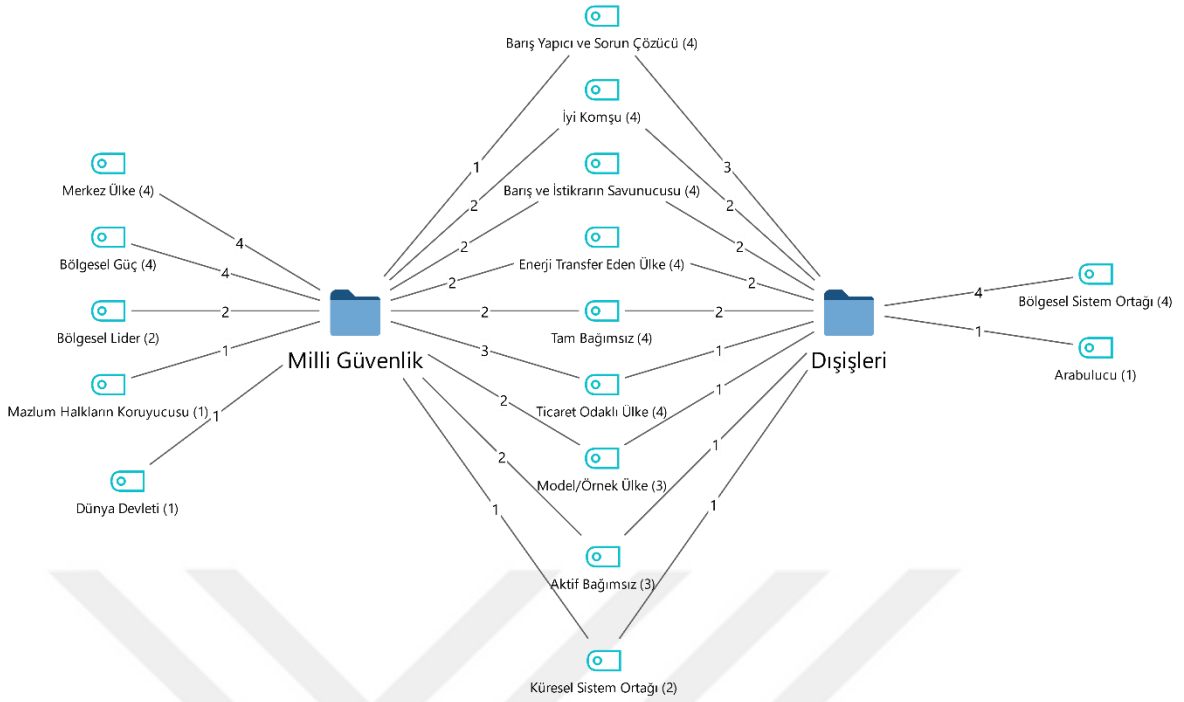 Barış Yapıcı ve Sorun Çözücü (4)
İyi Komşu (4)
Merkez Ülke (4)
1
3
Barış ve İstikrarın Savunucusu (4)
2
2
4
Bölgesel Güç (4)
2
Enerji Transfer Eden Ülke (4)
2
4
2
2
Bölgesel Sistem Ortağı (4)
4
Bölgesel Lider (2)
2
2
Tam Bağımsız (4)
2
1
Arabulucu (1)
Milli Güvenlik
Dışişleri
1
3
1
Mazlum Halkların Koruyucusu (1)
1
2
Ticaret Odaklı Ülke (4)
1
2
Model/Örnek Ülke (3)
1
Dünya Devleti (1)
1
1
Aktif Bağımsız (3)
Küresel Sistem Ortağı (2)